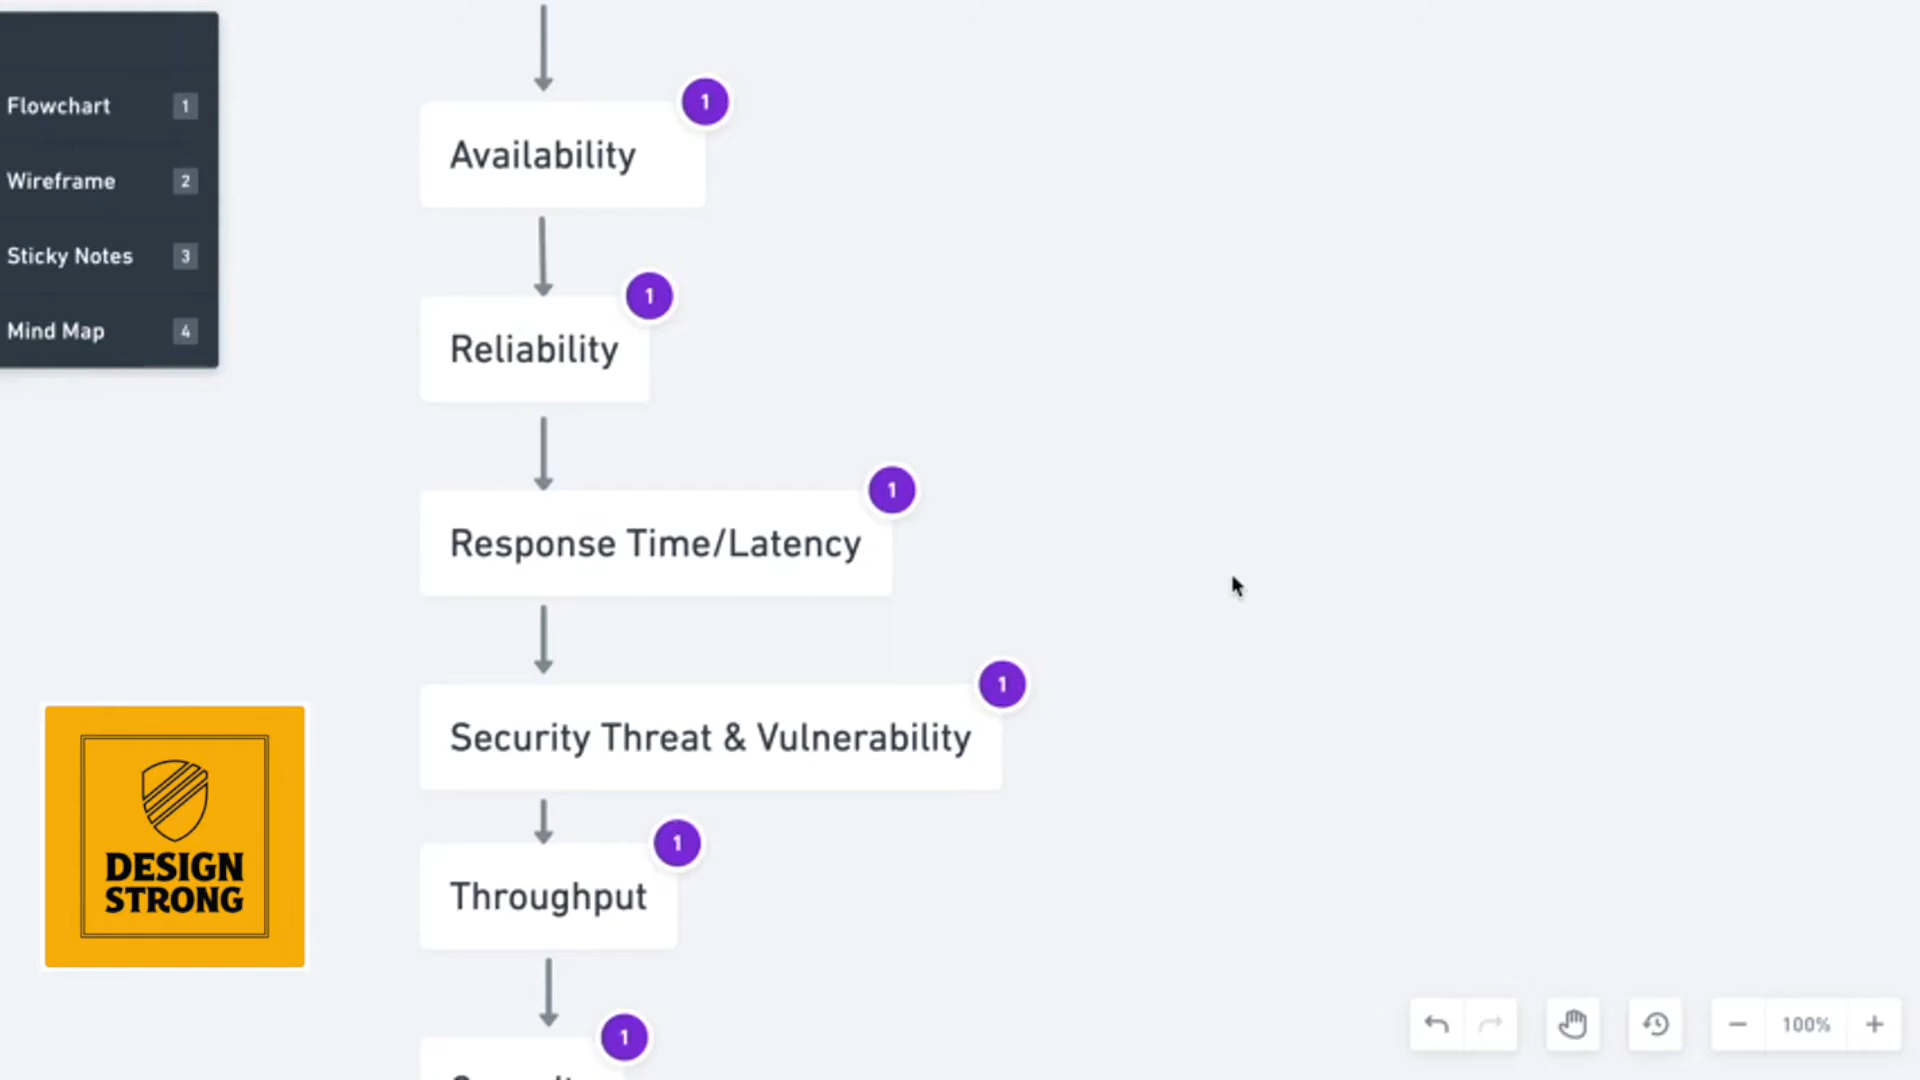 Flowchart 1
Wireframe 2
Sticky Notes 3
Mind Map 4
1
Availability
1
Reliability
1
Response Time/Latency
1
Security Threat & Vulnerability
1
Throughput
1
DESIGN
STRONG
100%